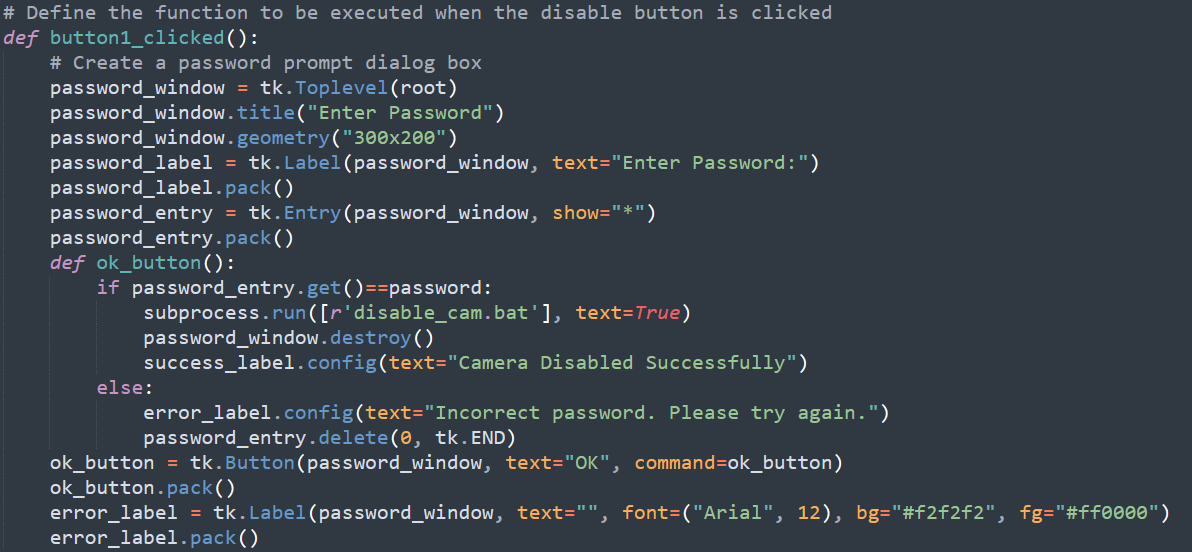 # Define the function to be executed when the disable button is clicked
def button1_clicked():
    # Create a password prompt dialog box
    password_window = tk.Toplevel(root)
    password_window.title("Enter Password")
    password_window.geometry("300x200")
    password_label = tk.Label(password_window, text="Enter Password:")
    password_label.pack()
    password_entry = tk.Entry(password_window, show="*")
    password_entry.pack()
    def ok_button():
        if password_entry.get()==password:
            subprocess.run([r'disable_cam.bat'], text=True)
            password_window.destroy()
            success_label.config(text="Camera Disabled Successfully")
        else:
            error_label.config(text="Incorrect password. Please try again.")
            password_entry.delete(0, tk.END)
    ok_button = tk.Button(password_window, text="OK", command=ok_button)
    ok_button.pack()
    error_label = tk.Label(password_window, text="", font=("Arial", 12), bg="#f2f2f2", fg="#ff0000")
    error_label.pack()